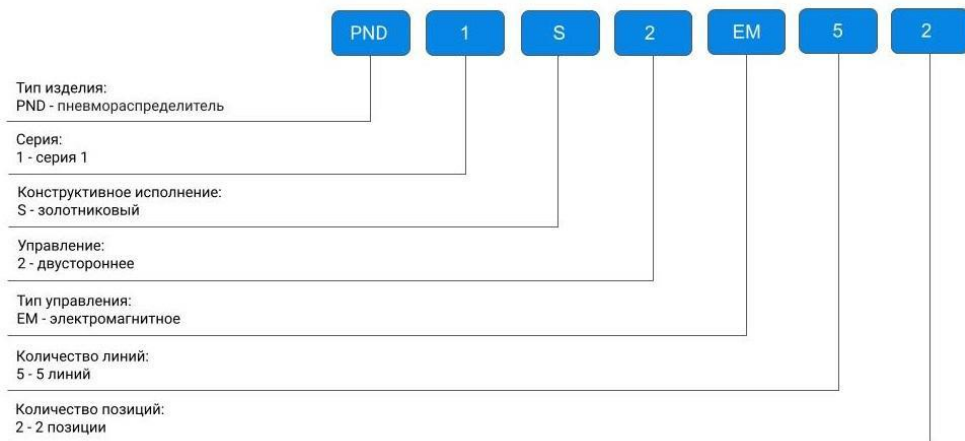 PND 1 S 2 EM 5 2
Тип изделия:
PND - пневмораспределитель
Серия:
1 - серия 1
Конструктивное исполнение:
S - золотниковый
Управление:
2 - двустороннее
Тип управления:
EM - электромагнитное
Количество линий:
5 - 5 линий
Количество позиций:
2 - 2 позиции